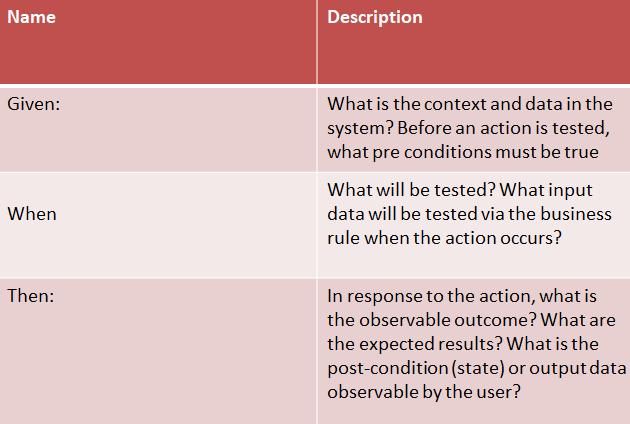 Name
Description
Given:
What is the context and data in the
system? Before an action is tested,
what pre conditions must be true
When
What will be tested? What input
data will be tested via the business
rule when the action occurs?
Then:
In response to the action, what is
the observable outcome? What are
the expected results? What is the
post-condition (state) or output data
observable by the user?